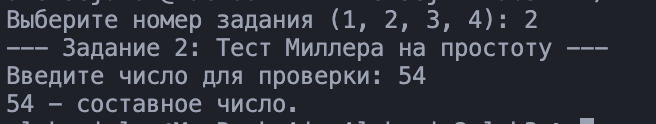 Выберите номер задания (1, 2, 3, 4): 2
--- Задание 2: Тест Миллера на простоту ---
Введите число для проверки: 54
54 - составное число.